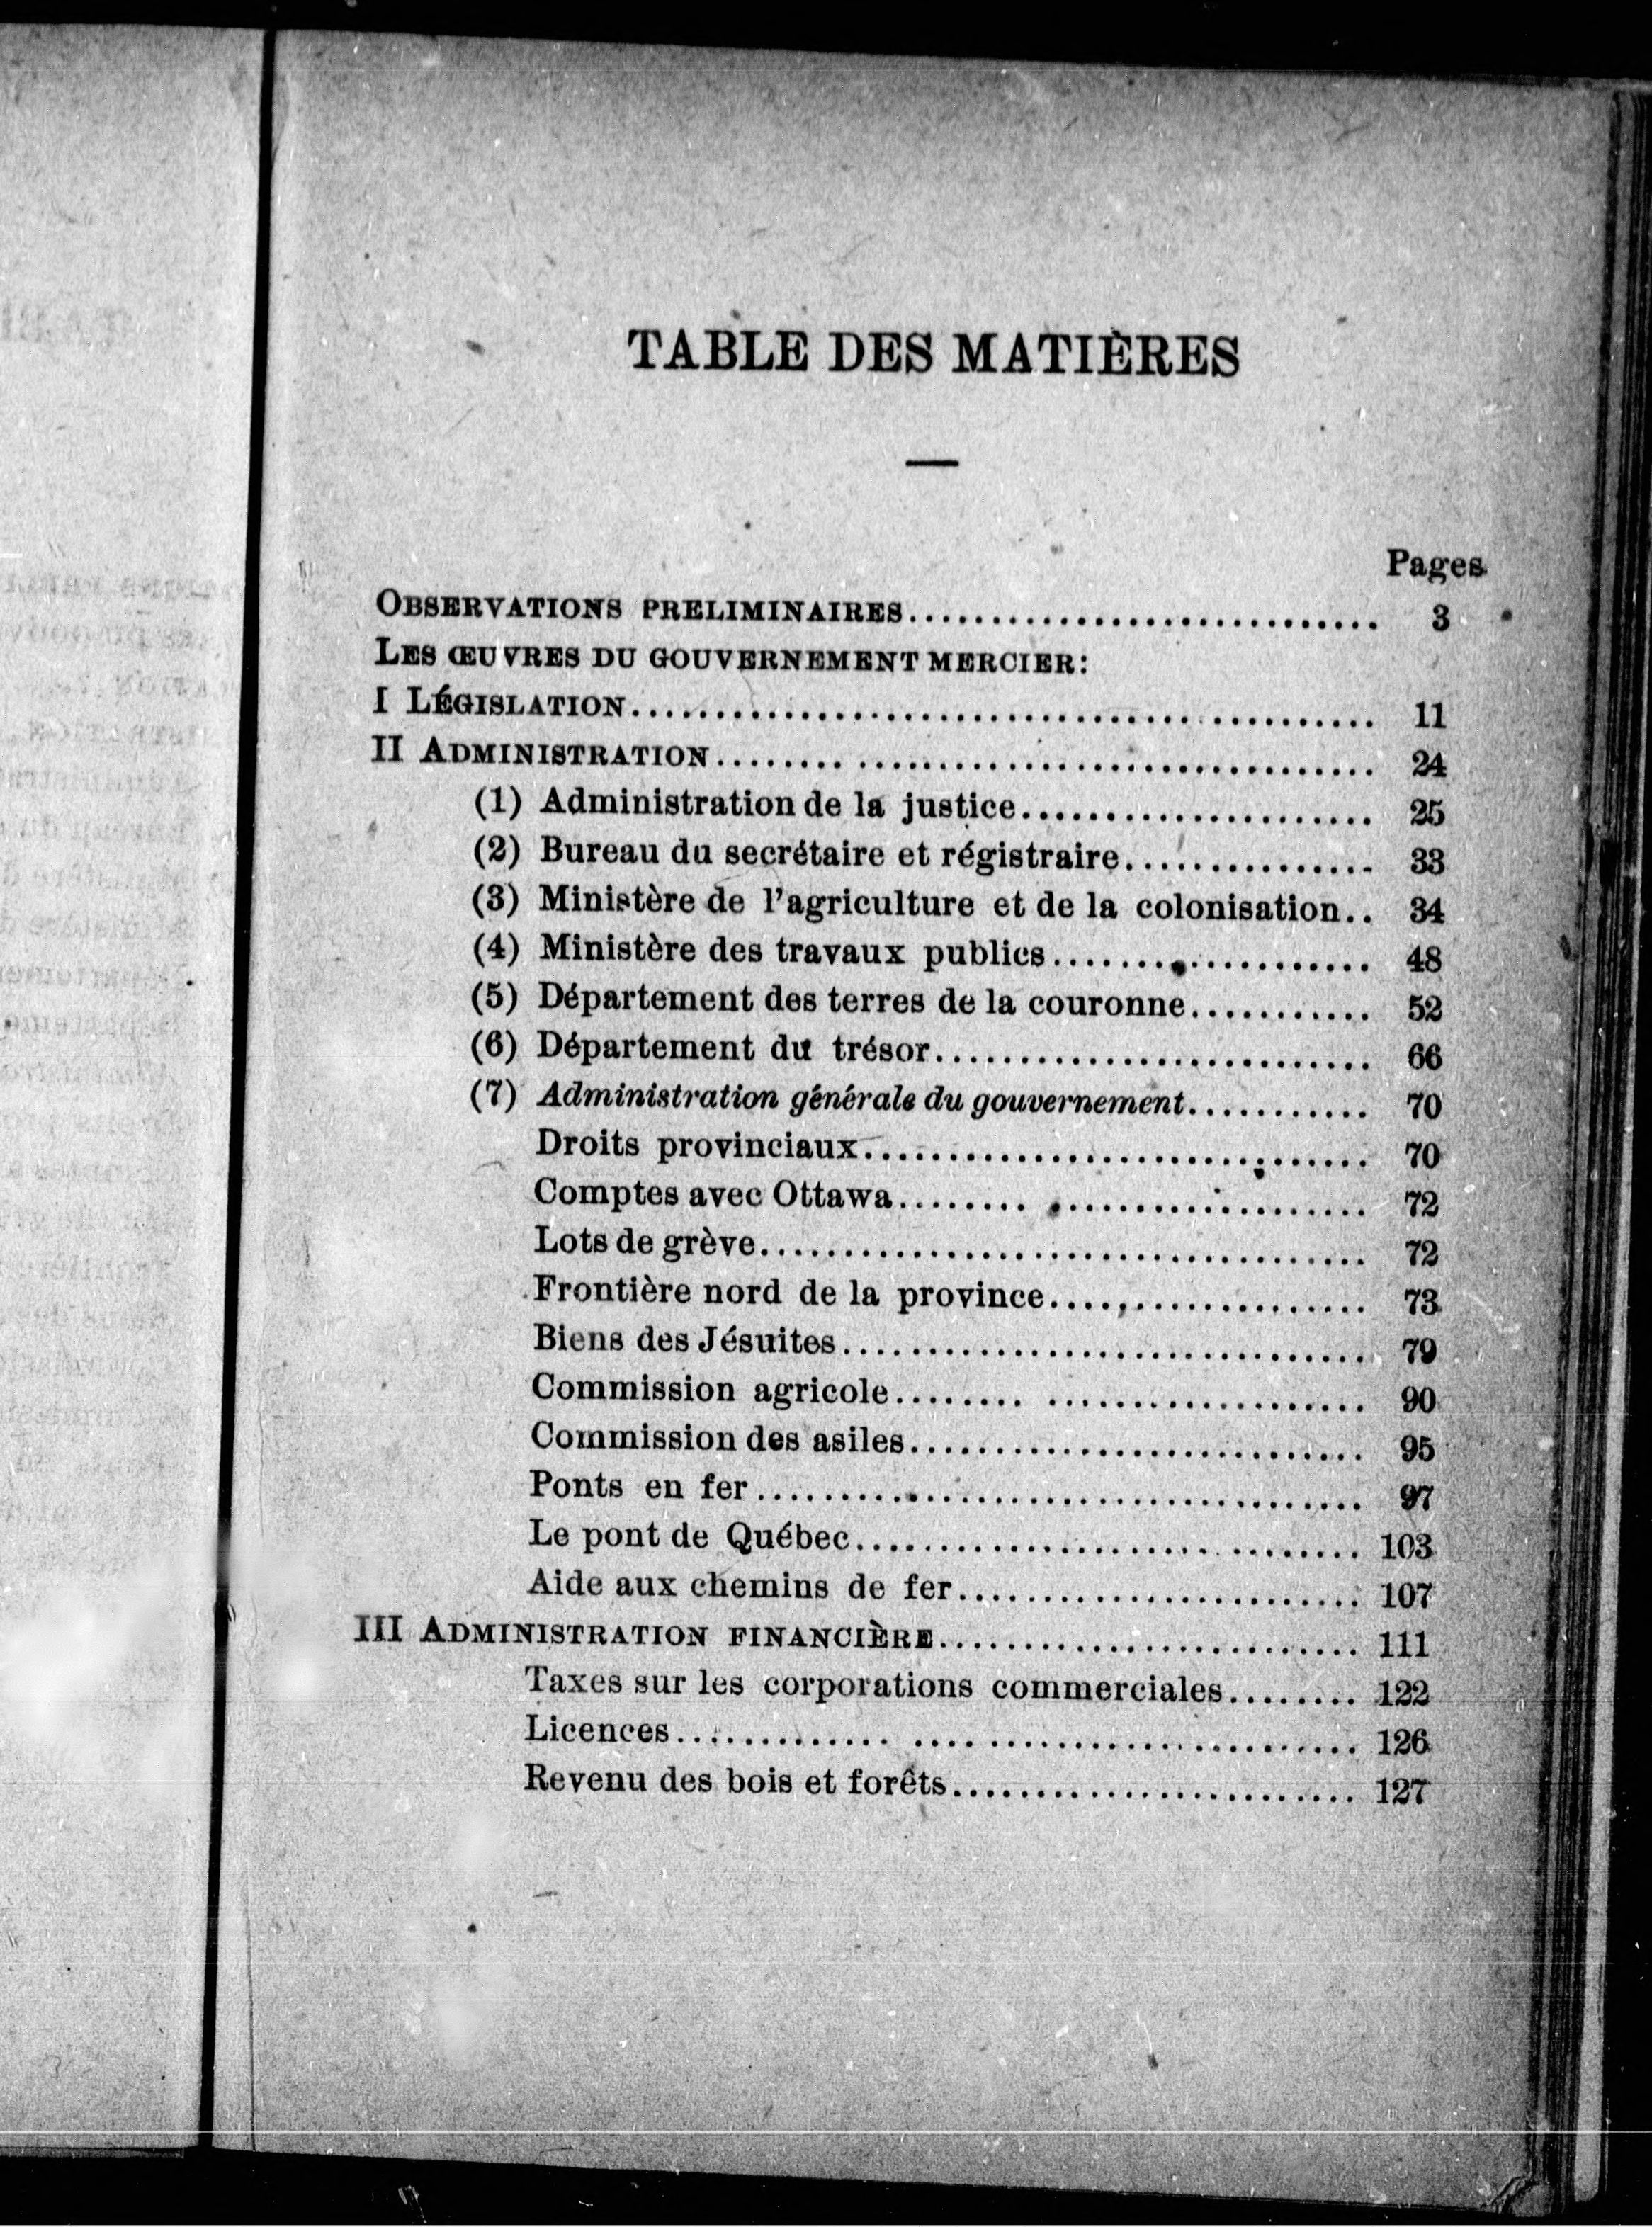 TABLE DES MATIÈRES
Pages
OBSERVATIONS PRELIMINAIRES.............................. 3
LES ŒUVRES DU GOUVERNEMENT MERCIER:
I LÉGISLATION............................................. 11
II ADMINISTRATION........................................ 24
(1) Administration de la justice...................... 25
(2) Bureau du secrétaire et régistraire................ 33
(3) Ministère de l'agriculture et de la colonisation.. 34
(4) Ministère des travaux publics.................... 48
(5) Département des terres de la couronne........... 52
(6) Département du trésor........................... 66
(7) Administration générale du gouvernement........... 70
Droits provinciaux............................... 70
Comptes avec Ottawa........ ................... 72
Lots de grève..................................... 72
Frontière nord de la province.................... 73
Biens des Jésuites................................ 79
Commission agricole........ ................... 90
Commission des asiles............................ 95
Ponts en fer..................................... 97
Le pont de Québec............................... 103
Aide aux chemins de fer......................... 107
III ADMINISTRATION FINANCIÈRE.......................... 111
Taxes sur les corporations commerciales........ 122
Licences............. .... ...................... 126
Revenu des bois et forêts......................... 127